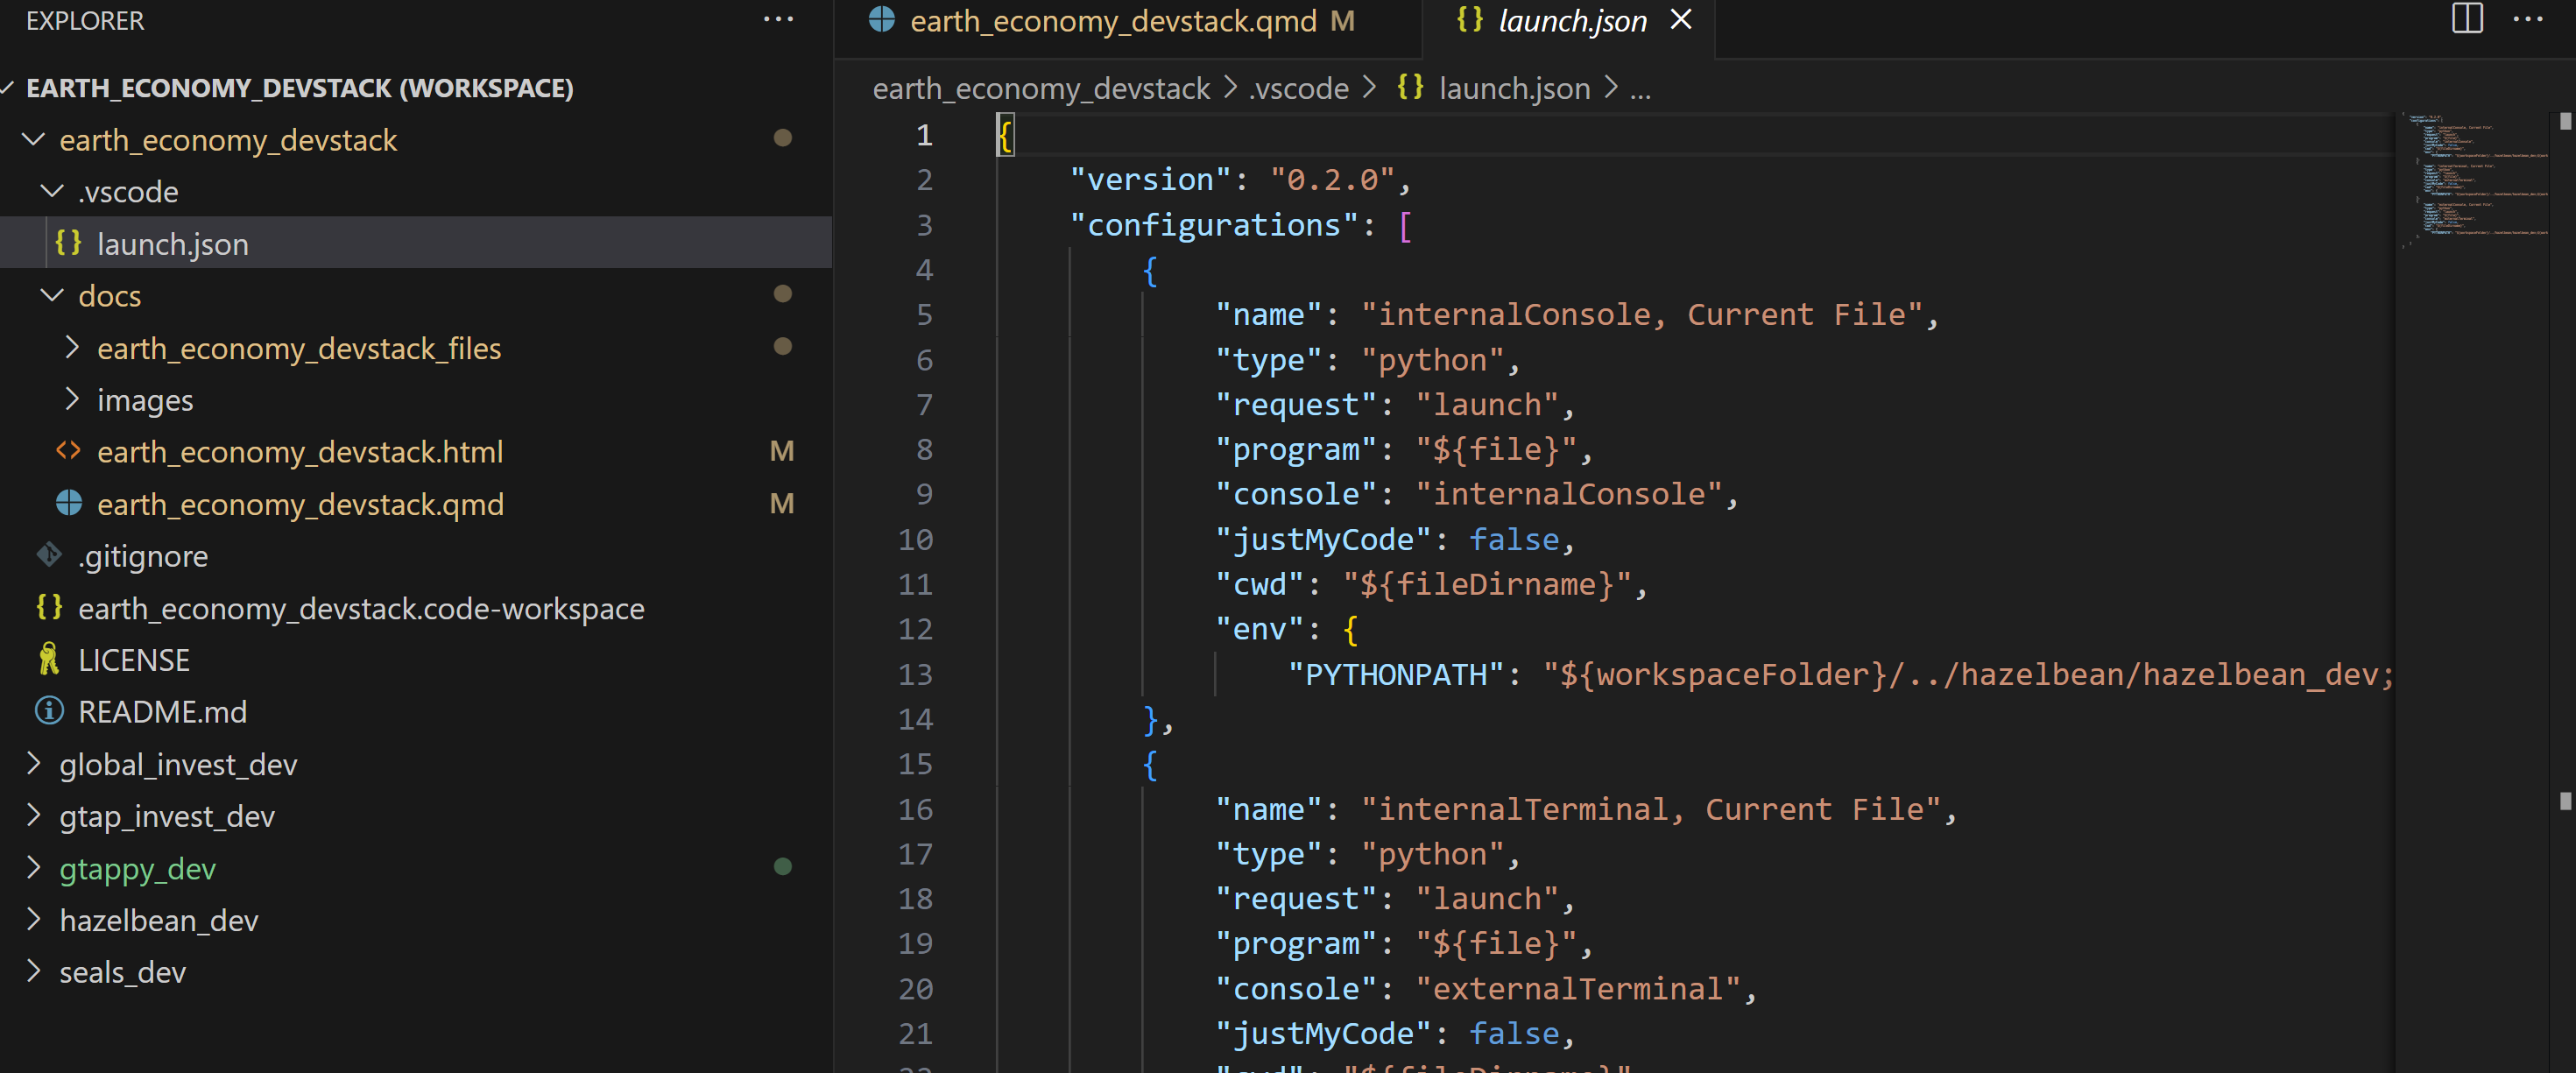 EXPLORER
EARTH_ECONOMY_DEVSTACK (WORKSPACE)
earth_economy_devstack
.vscode
launch.json
docs
earth_economy_devstack_files
images
earth_economy_devstack.html M
earth_economy_devstack.qmd M
.gitignore
earth_economy_devstack.code-workspace
LICENSE
README.md
global_invest_dev
gtap_invest_dev
gtappy_dev
hazelbean_dev
seals_dev
earth_economy_devstack.qmd M
launch.json
earth_economy_devstack > .vscode > {} launch.json > ...
1 {
2 "version": "0.2.0",
3 "configurations": [
4 {
5 "name": "internalConsole, Current File",
6 "type": "python",
7 "request": "launch",
8 "program": "${file}",
9 "console": "internalConsole",
10 "justMyCode": false,
11 "cwd": "${fileDirname}",
12 "env": {
13 "PYTHONPATH": "${workspaceFolder}/../hazelbean/hazelbean_dev;
14 },
15 {
16 "name": "internalTerminal, Current File",
17 "type": "python",
18 "request": "launch",
19 "program": "${file}",
20 "console": "externalTerminal",
21 "justMyCode": false,